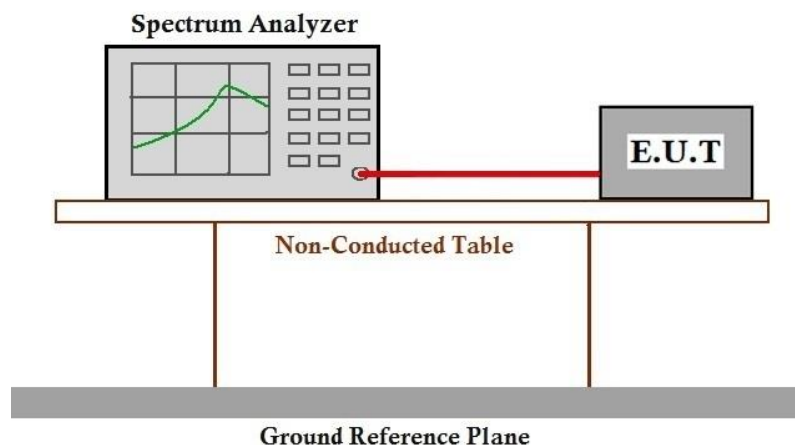 Spectrum Analyzer
E.U.T
Non-Conducted Table
Ground Reference Plane